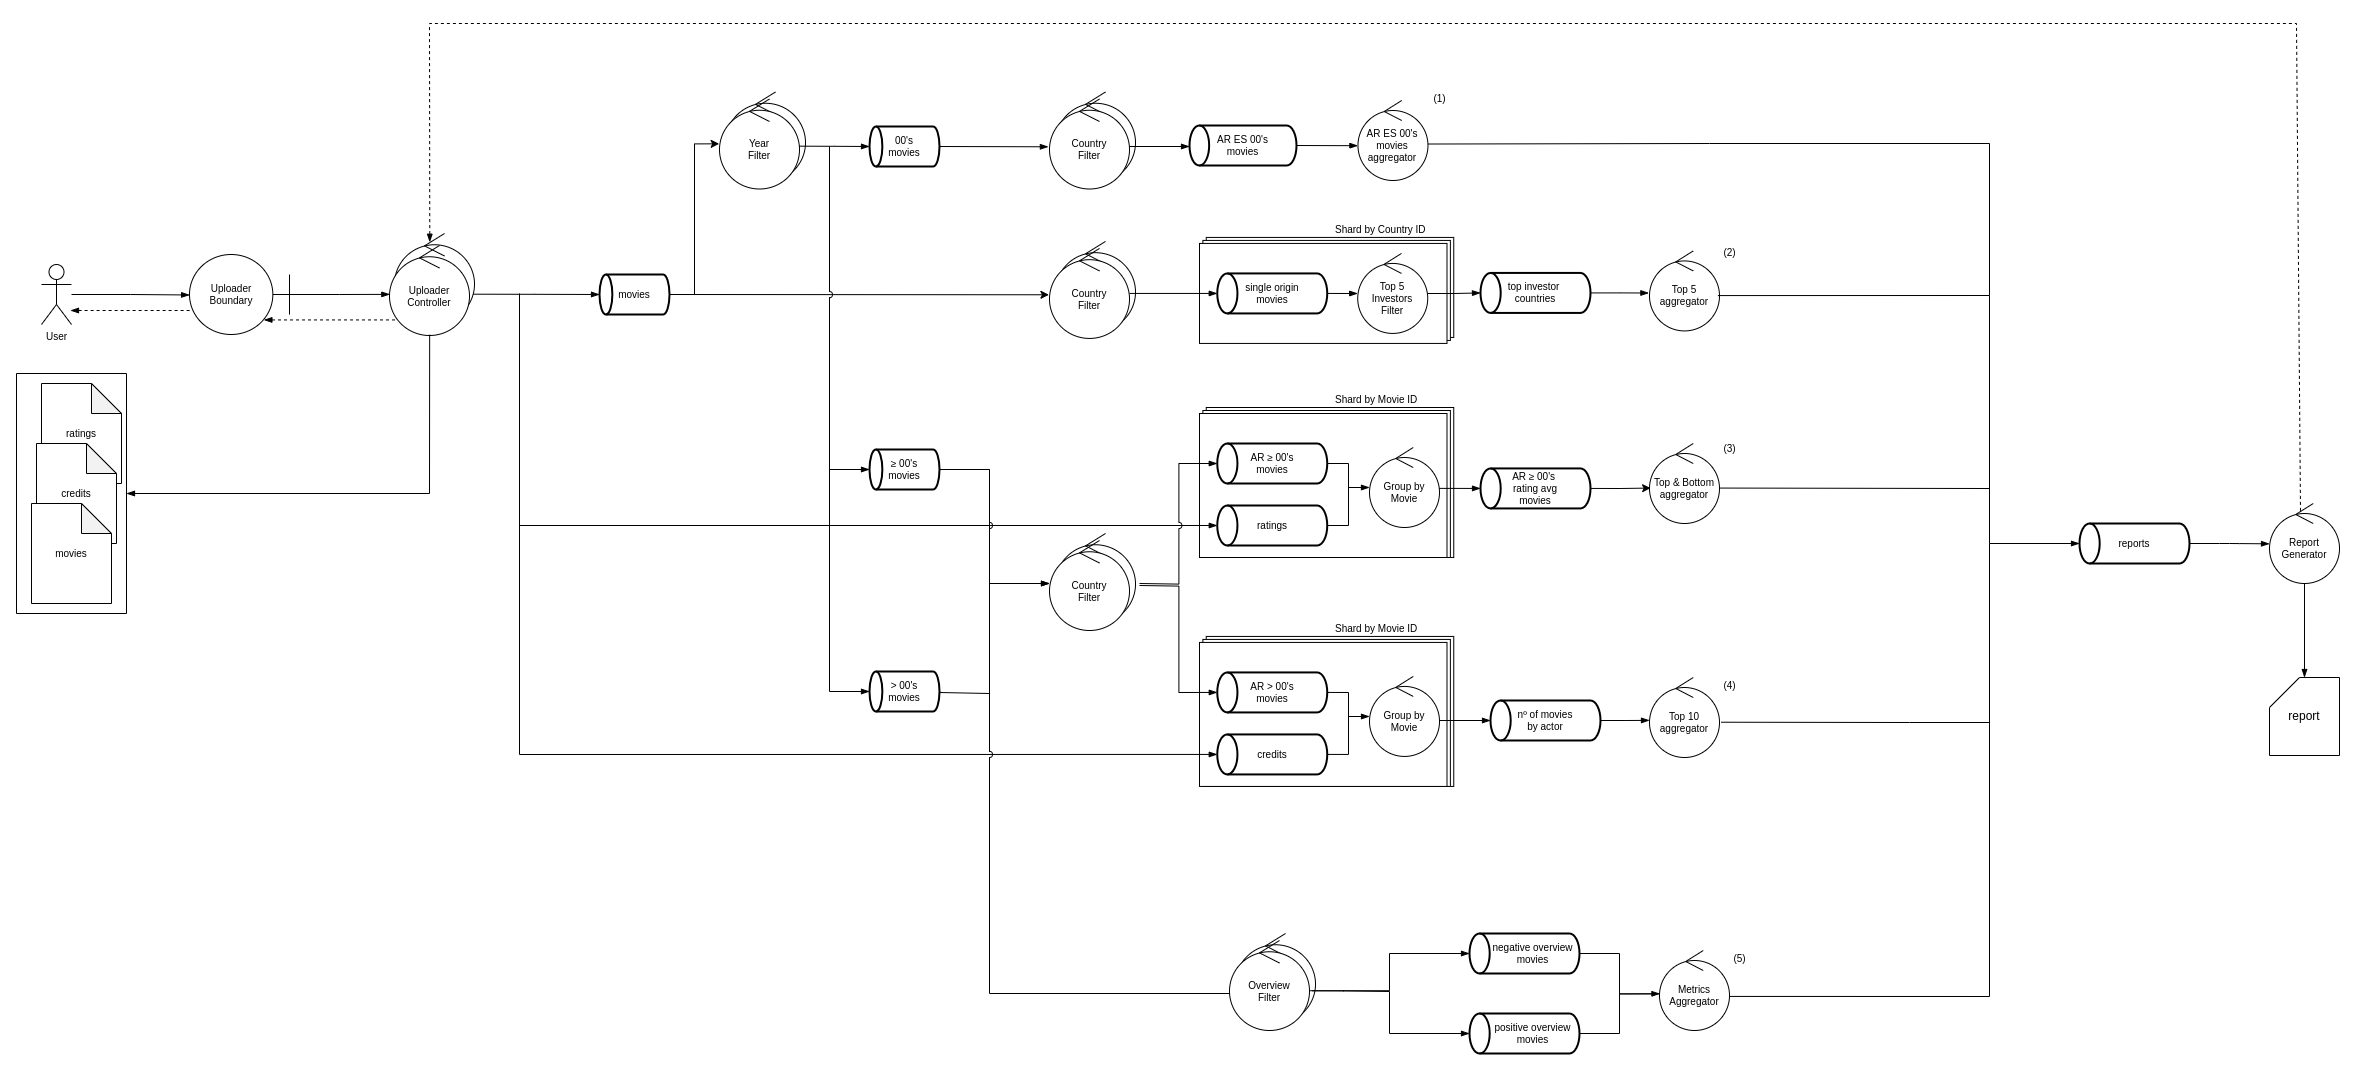 (1)
Year
Filter
00's
movies
Country
Filter
AR ES 00's
movies
AR ES 00's
movies
aggregator
User
Uploader
Boundary
Uploader
Controller
movies
Country
Filter
Shard by Country ID
single origin
movies
Top 5
Investors
Filter
top investor
countries
Top 5
aggregator
(2)
ratings
credits
movies
≥ 00's
movies
Shard by Movie ID
AR ≥ 00's
movies
ratings
Group by
Movie
AR ≥ 00's
rating avg
movies
Top & Bottom
aggregator
(3)
Country
Filter
reports
Report
Generator
report
> 00's
movies
Shard by Movie ID
AR > 00's
movies
credits
Group by
Movie
nº of movies
by actor
Top 10
aggregator
(4)
Overview
Filter
negative overview
movies
positive overview
movies
Metrics
Aggregator
(5)